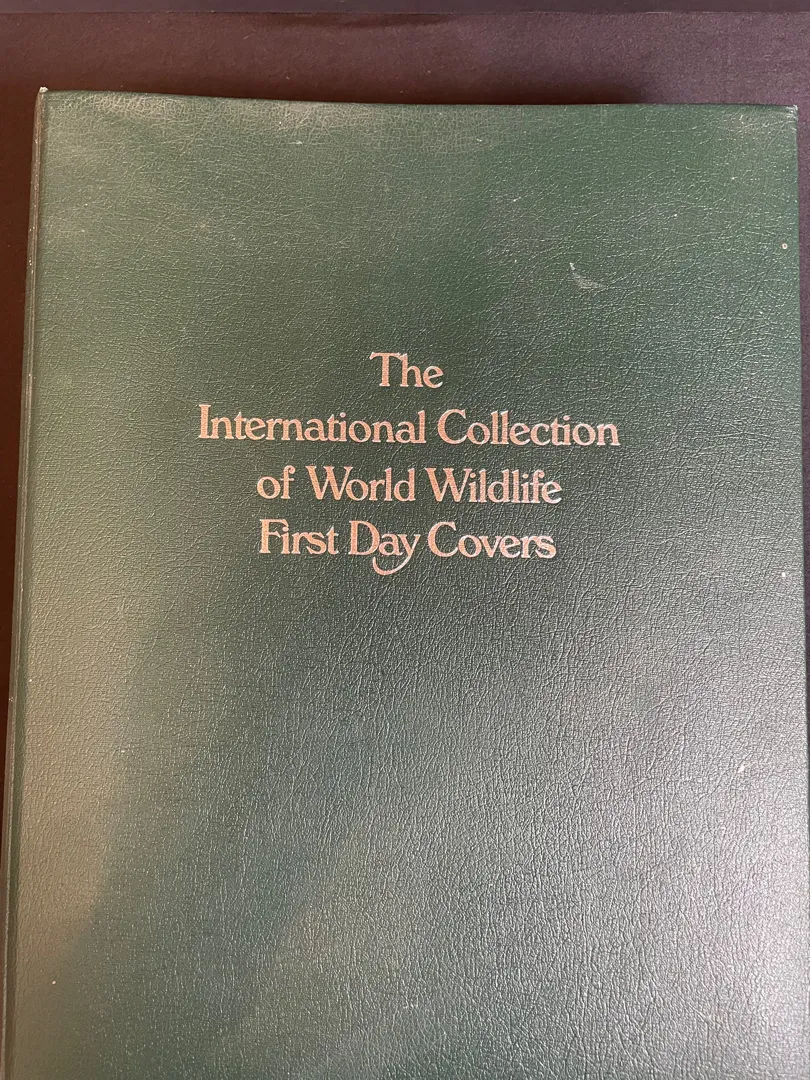 The
International Collection
of World Wildlife
First Day Covers